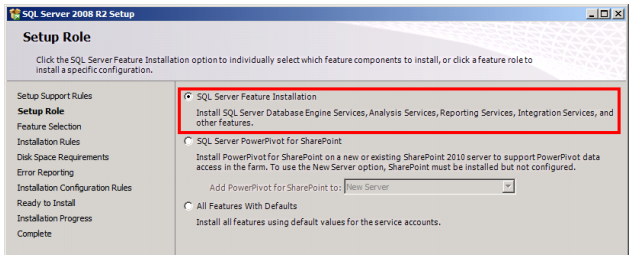 SQL Server 2008 R2 Setup
Setup Role
Click the SQL Server Feature Installation option to individually select which feature components to install, or click a feature role to
install a specific configuration.
Setup Support Rules
Setup Role
Feature Selection
Installation Rules
Disk Space Requirements
Error Reporting
Installation Configuration Rules
Ready to Install
Installation Progress
Complete
SQL Server Feature Installation
Install SQL Server Database Engine Services, Analysis Services, Reporting Services, Integration Services, and
other features.
SQL Server PowerPivot for SharePoint
Install PowerPivot for SharePoint on a new or existing SharePoint 2010 server to support PowerPivot data
access in the farm. To use the New Server option, SharePoint must be installed but not configured.
Add PowerPivot for SharePoint to: New Server
All Features With Defaults
Install all features using default values for the service accounts.